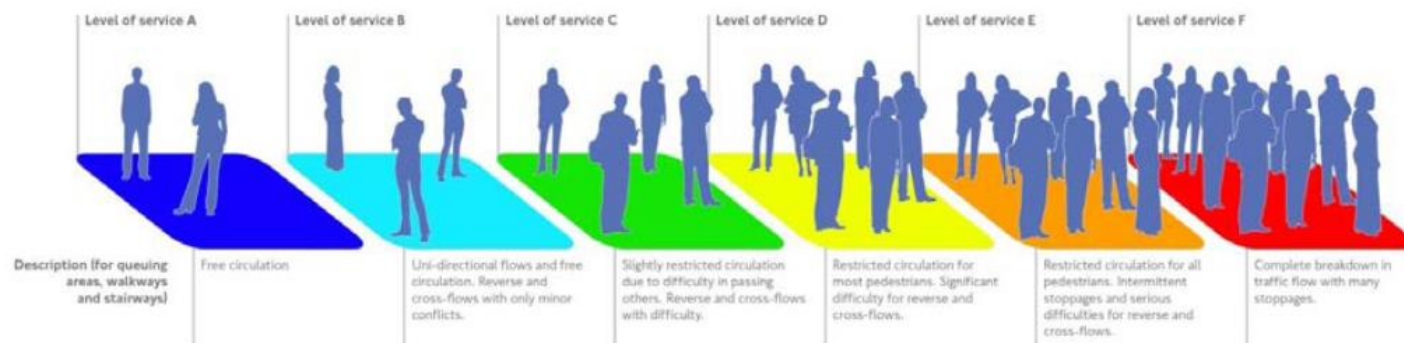 Level of service A
Level of service B
Level of service C
Level of service D
Level of service E
Level of service F
Description (for queuing
areas, walkways
and stairways)
Free circulation
Uni-directional flows and free
circulation. Reverse and
cross-flows with only minor
conflicts.
Slightly restricted circulation
due to difficulty in passing
others. Reverse and cross-flows
with difficulty.
Restricted circulation for
most pedestrians. Significant
difficulty for reverse and
cross-flows.
Restricted circulation for all
pedestrians. Intermittent
stoppages and serious
difficulties for reverse and
cross-flows.
Complete breakdown in
traffic flow with many
stoppages.